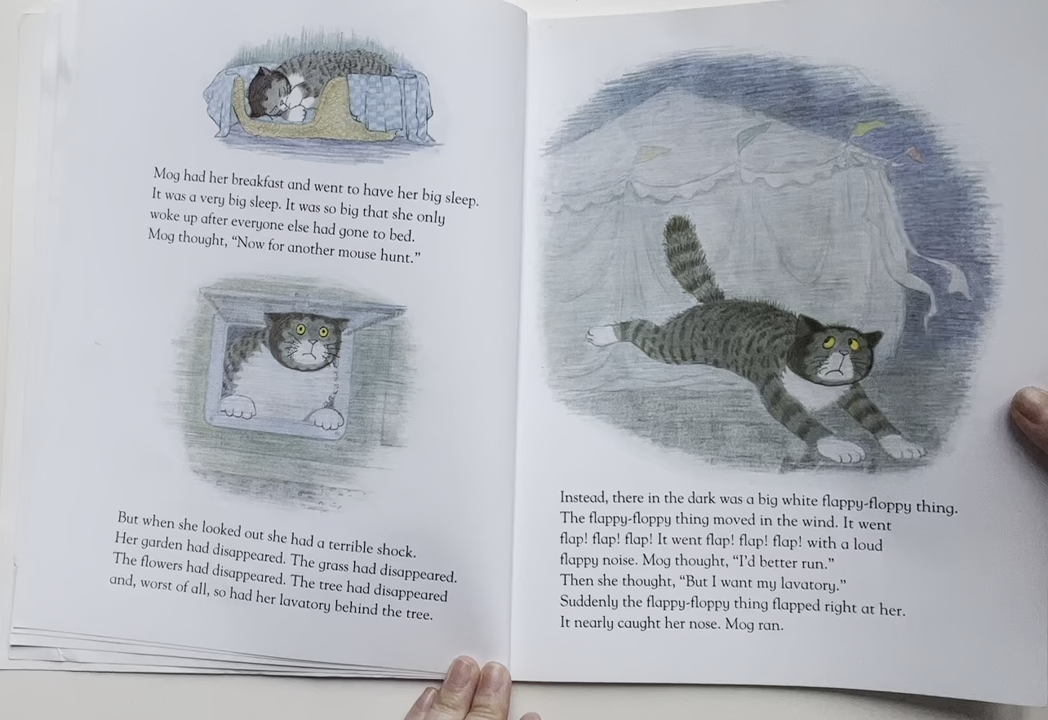 Mog had her breakfast and went to have her big sleep.
It was a very big sleep. It was so big that she only
woke up after everyone else had gone to bed.
Mog thought, “Now for another mouse hunt.”
But when she looked out she had a terrible shock.
Her garden had disappeared. The grass had disappeared.
The flowers had disappeared. The tree had disappeared
and, worst of all, so had her lavatory behind the tree.
Instead, there in the dark was a big white flappy-floppy thing.
The flappy-floppy thing moved in the wind. It went
flap! flap! flap! It went flap! flap! flap! with a loud
flappy noise. Mog thought, “I’d better run.”
Then she thought, “But I want my lavatory.”
Suddenly the flappy-floppy thing flapped right at her.
It nearly caught her nose. Mog ran.